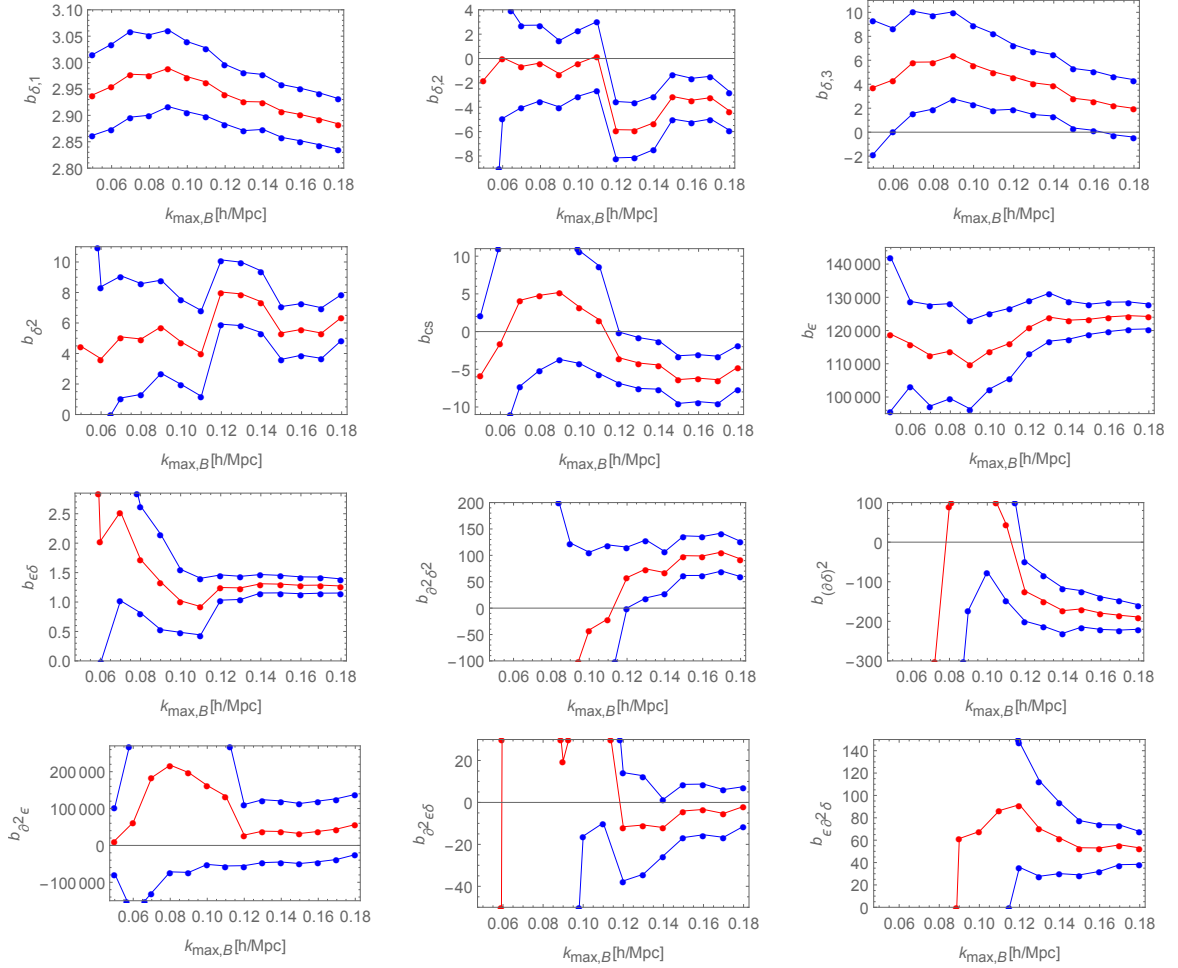 3.10
3.05
3.00
2.95
2.90
2.85
2.80
b_{δ,1}
0.06 0.08 0.10 0.12 0.14 0.16 0.18
k_{max,B}[h/Mpc]
4
2
0
−2
−4
−6
−8
b_{δ,2}
0.06 0.08 0.10 0.12 0.14 0.16 0.18
k_{max,B}[h/Mpc]
10
8
6
4
2
0
−2
b_{δ,3}
0.06 0.08 0.10 0.12 0.14 0.16 0.18
k_{max,B}[h/Mpc]
10
8
6
4
2
0
b_{δ^2}
0.06 0.08 0.10 0.12 0.14 0.16 0.18
k_{max,B}[h/Mpc]
10
5
0
−5
−10
b_{cs}
0.06 0.08 0.10 0.12 0.14 0.16 0.18
k_{max,B}[h/Mpc]
140 000
130 000
120 000
110 000
100 000
b_ϵ
0.06 0.08 0.10 0.12 0.14 0.16 0.18
k_{max,B}[h/Mpc]
2.5
2.0
1.5
1.0
0.5
0.0
b_{ϵδ}
0.06 0.08 0.10 0.12 0.14 0.16 0.18
k_{max,B}[h/Mpc]
200
150
100
50
0
−50
−100
b_{∂^2δ^2}
0.06 0.08 0.10 0.12 0.14 0.16 0.18
k_{max,B}[h/Mpc]
100
0
−100
−200
−300
b_{(∂δ)^2}
0.06 0.08 0.10 0.12 0.14 0.16 0.18
k_{max,B}[h/Mpc]
200 000
100 000
0
−100 000
b_{∂^2ϵ}
0.06 0.08 0.10 0.12 0.14 0.16 0.18
k_{max,B}[h/Mpc]
20
0
−20
−40
b_{∂^2ϵδ}
0.06 0.08 0.10 0.12 0.14 0.16 0.18
k_{max,B}[h/Mpc]
140
120
100
80
60
40
20
0
b_{ϵ∂^2δ}
0.06 0.08 0.10 0.12 0.14 0.16 0.18
k_{max,B}[h/Mpc]